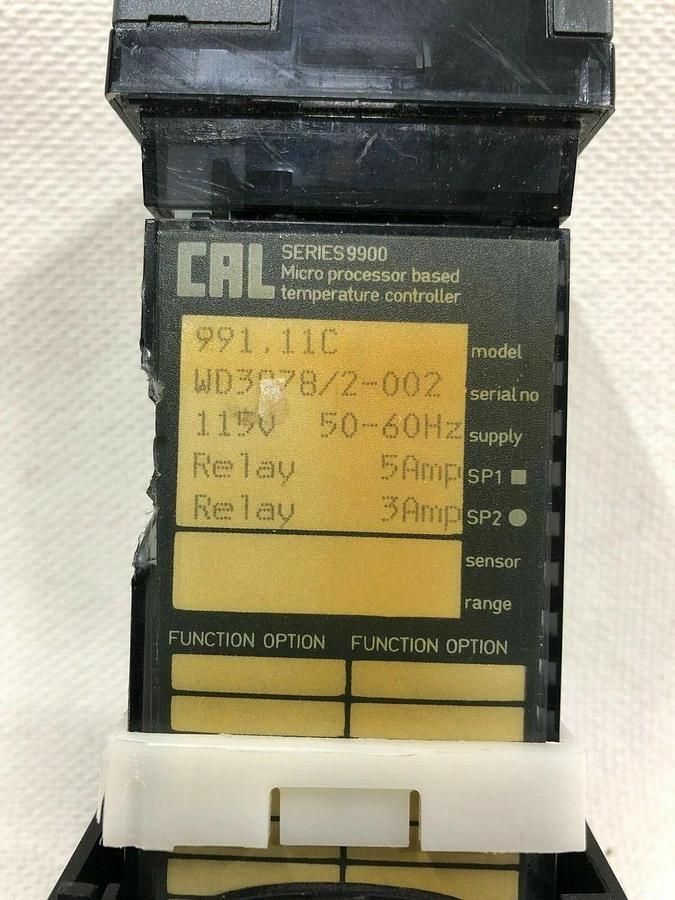 CAL
SERIES 9900
Micro processor based
temperature controller
991.11C model
serial no
115V 50-60Hz supply
Relay 5Amp SP1
Relay 3Amp SP2
sensor
range
FUNCTION OPTION FUNCTION OPTION